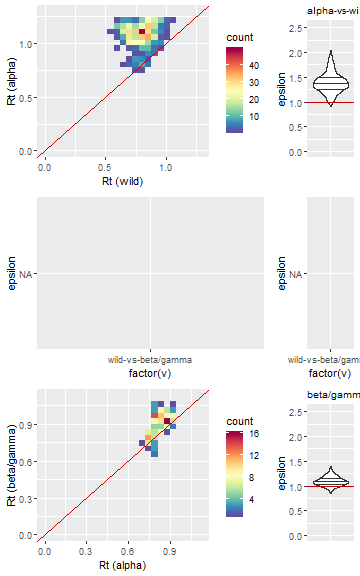 alpha-vs-wi
Rt (alpha)
1.0
0.5
0.0
0.0
0.5
1.0
Rt (wild)
count
40
30
20
10
epsilon
2.5
2.0
1.5
1.0
0.5
0.0
epsilon
NA
wild-vs-beta/gamma
factor(v)
epsilon
NA
wild-vs-beta/gamma
factor(v)
beta/gamm
Rt (beta/gamma)
0.9
0.6
0.3
0.0
0.0
0.3
0.6
0.9
Rt (alpha)
count
16
12
8
4
epsilon
2.5
2.0
1.5
1.0
0.5
0.0